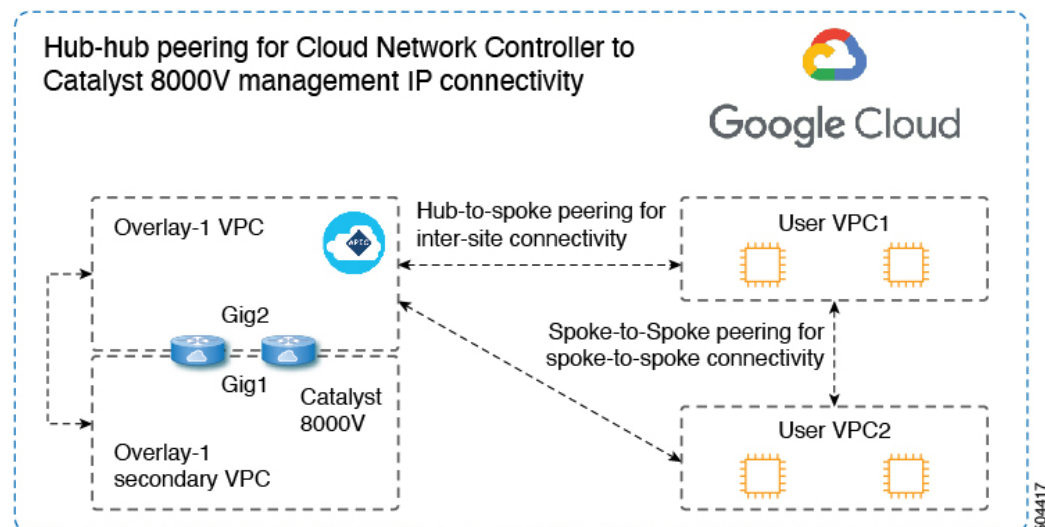 Hub-hub peering for Cloud Network Controller to
Catalyst 8000V management IP connectivity
Google Cloud
Overlay-1 VPC
APIC
Hub-to-spoke peering for
inter-site connectivity
User VPC1
Gig2
Gig1
Catalyst
8000V
Spoke-to-Spoke peering for
spoke-to-spoke connectivity
Overlay-1
secondary VPC
User VPC2